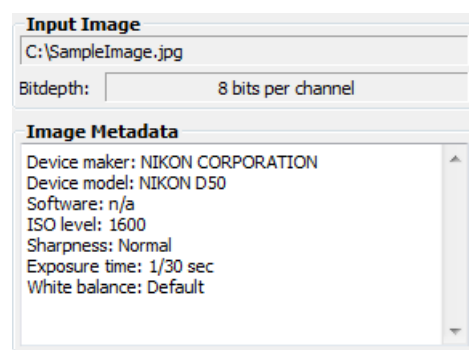 Input Image
C:\SampleImage.jpg
Bitdepth: 8 bits per channel
Image Metadata
Device maker: NIKON CORPORATION
Device model: NIKON D50
Software: n/a
ISO level: 1600
Sharpness: Normal
Exposure time: 1/30 sec
White balance: Default